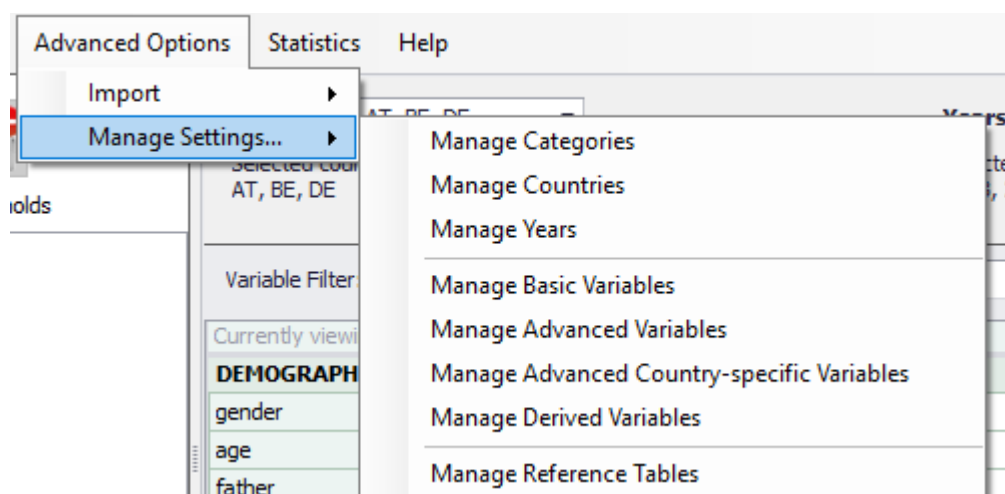 Advanced Options Statistics Help
Import
Manage Settings...
Manage Categories
Manage Countries
Manage Years
Manage Basic Variables
Manage Advanced Variables
Manage Advanced Country-specific Variables
Manage Derived Variables
Manage Reference Tables
AT, BE, DE
Variable Filter
Currently
gender
age
father